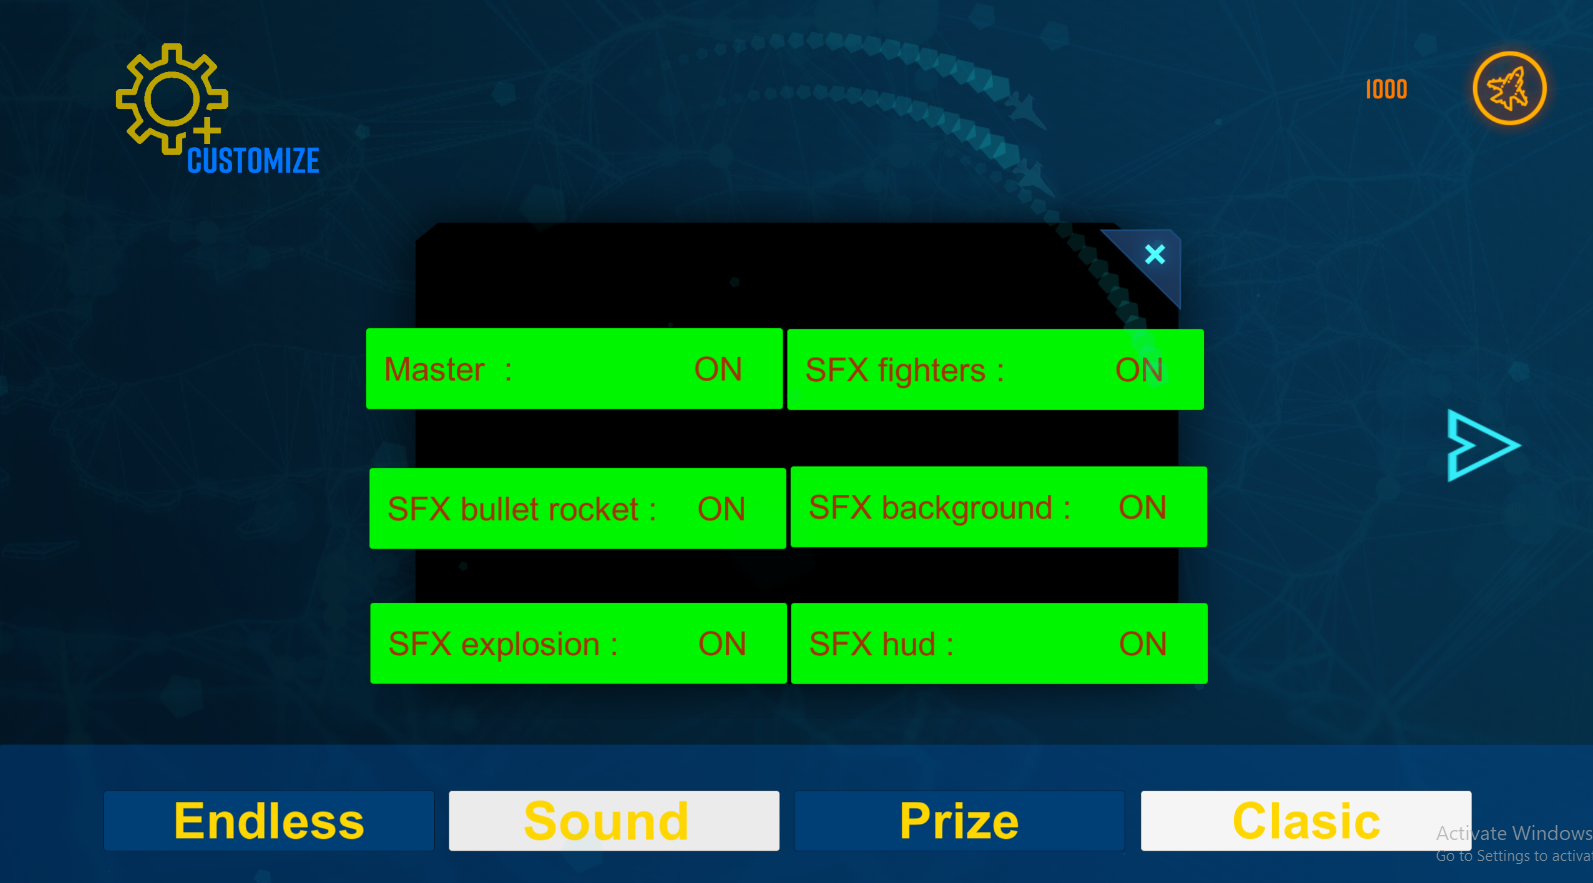 1000
CUSTOMIZE
Master : ON
SFX fighters : ON
SFX bullet rocket : ON
SFX background : ON
SFX explosion : ON
SFX hud : ON
Endless
Sound
Prize
Clasic
Activate Windows
Go to Settings to activa